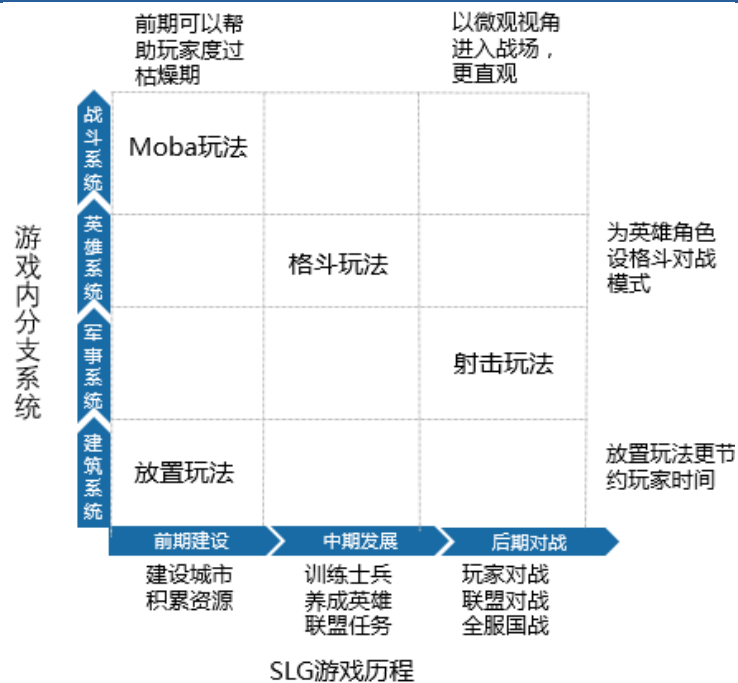 前期可以帮
助玩家度过
枯燥期
以微观视角
进入战场，
更直观
战斗系统
Moba玩法
英雄系统
格斗玩法
为英雄角色
设格斗对战
模式
游戏内分支系统
军事系统
射击玩法
建筑系统
放置玩法
放置玩法更节
约玩家时间
前期建设
中期发展
后期对战
建设城市
积累资源
训练士兵
养成英雄
联盟任务
玩家对战
联盟对战
全服国战
SLG游戏历程